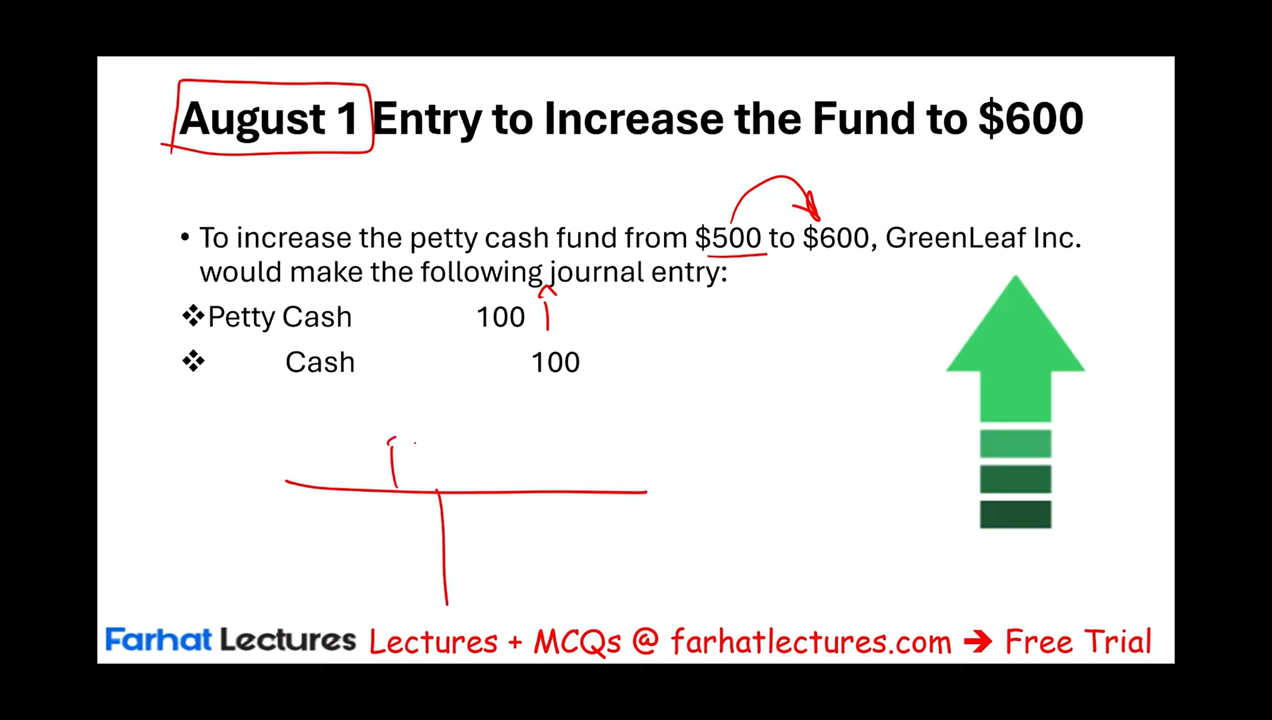 August 1 Entry to Increase the Fund to $600
• To increase the petty cash fund from $500 to $600, GreenLeaf Inc.
would make the following journal entry:
❖Petty Cash 100
❖ Cash 100
Farhat Lectures Lectures + MCQs @ farhatlectures.com ➔ Free Trial